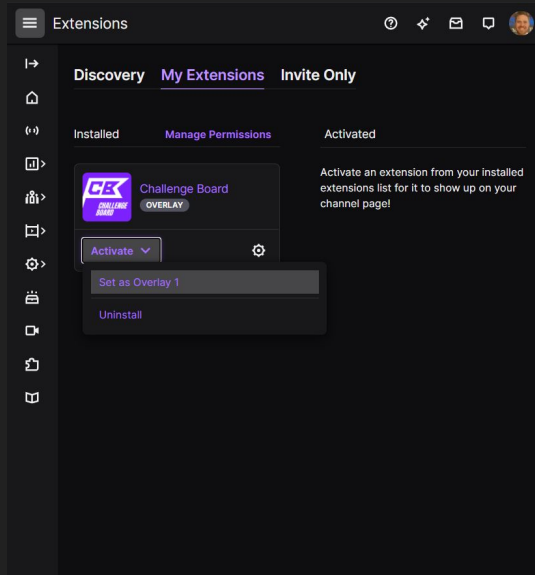 Extensions
Discovery My Extensions Invite Only
Installed Manage Permissions Activated
Activate an extension from your installed
extensions list for it to show up on your
channel page!
CB
CHALLENGE
BOARD
Challenge Board
OVERLAY
Activate
Set as Overlay 1
Uninstall